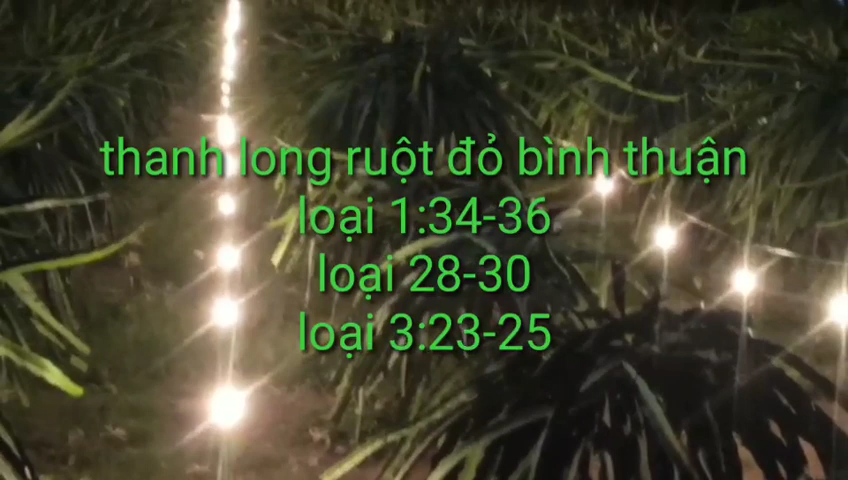 thanh long ruột đỏ bình thuận
loại 1:34-36
loại 28-30
loại 3:23-25